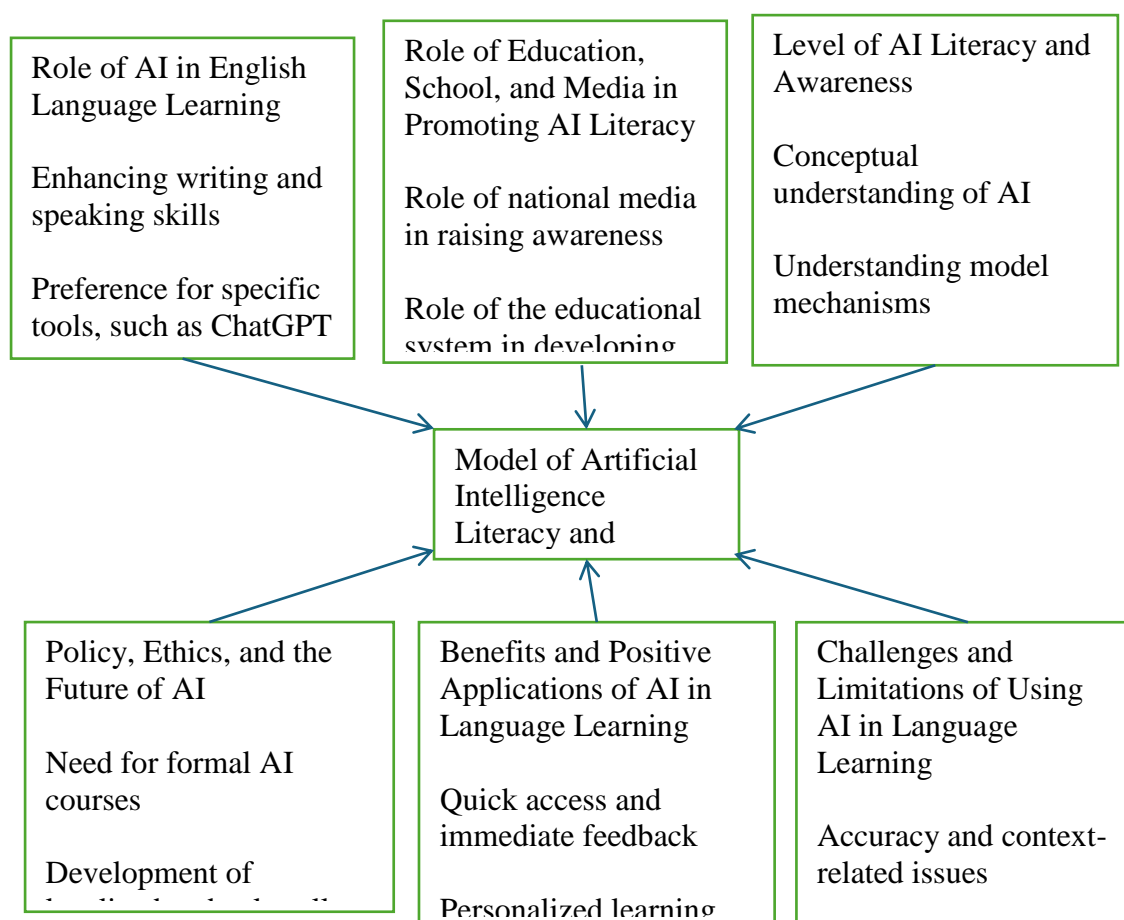 Role of AI in English
Language Learning
Enhancing writing and
speaking skills
Preference for specific
tools, such as ChatGPT
Role of Education,
School, and Media in
Promoting AI Literacy
Role of national media
in raising awareness
Role of the educational
system in developing
Level of AI Literacy and
Awareness
Conceptual
understanding of AI
Understanding model
mechanisms
Model of Artificial
Intelligence
Literacy and
Policy, Ethics, and the
Future of AI
Need for formal AI
courses
Development of
Benefits and Positive
Applications of AI in
Language Learning
Quick access and
immediate feedback
Personalized learning
Challenges and
Limitations of Using
AI in Language
Learning
Accuracy and context-
related issues